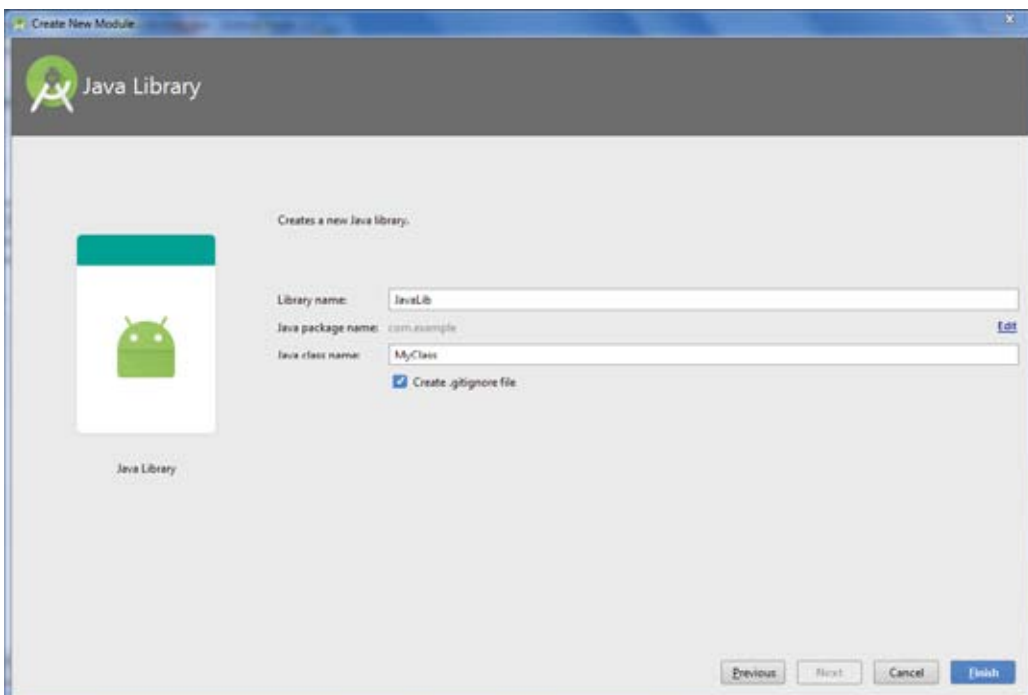 Create New Module
Java Library
Creates a new Java library.
Library name: JavaLib
Java package name: com.example Edit
Java class name: MyClass
Create .gitignore file
Java Library
Previous Next Cancel Finish